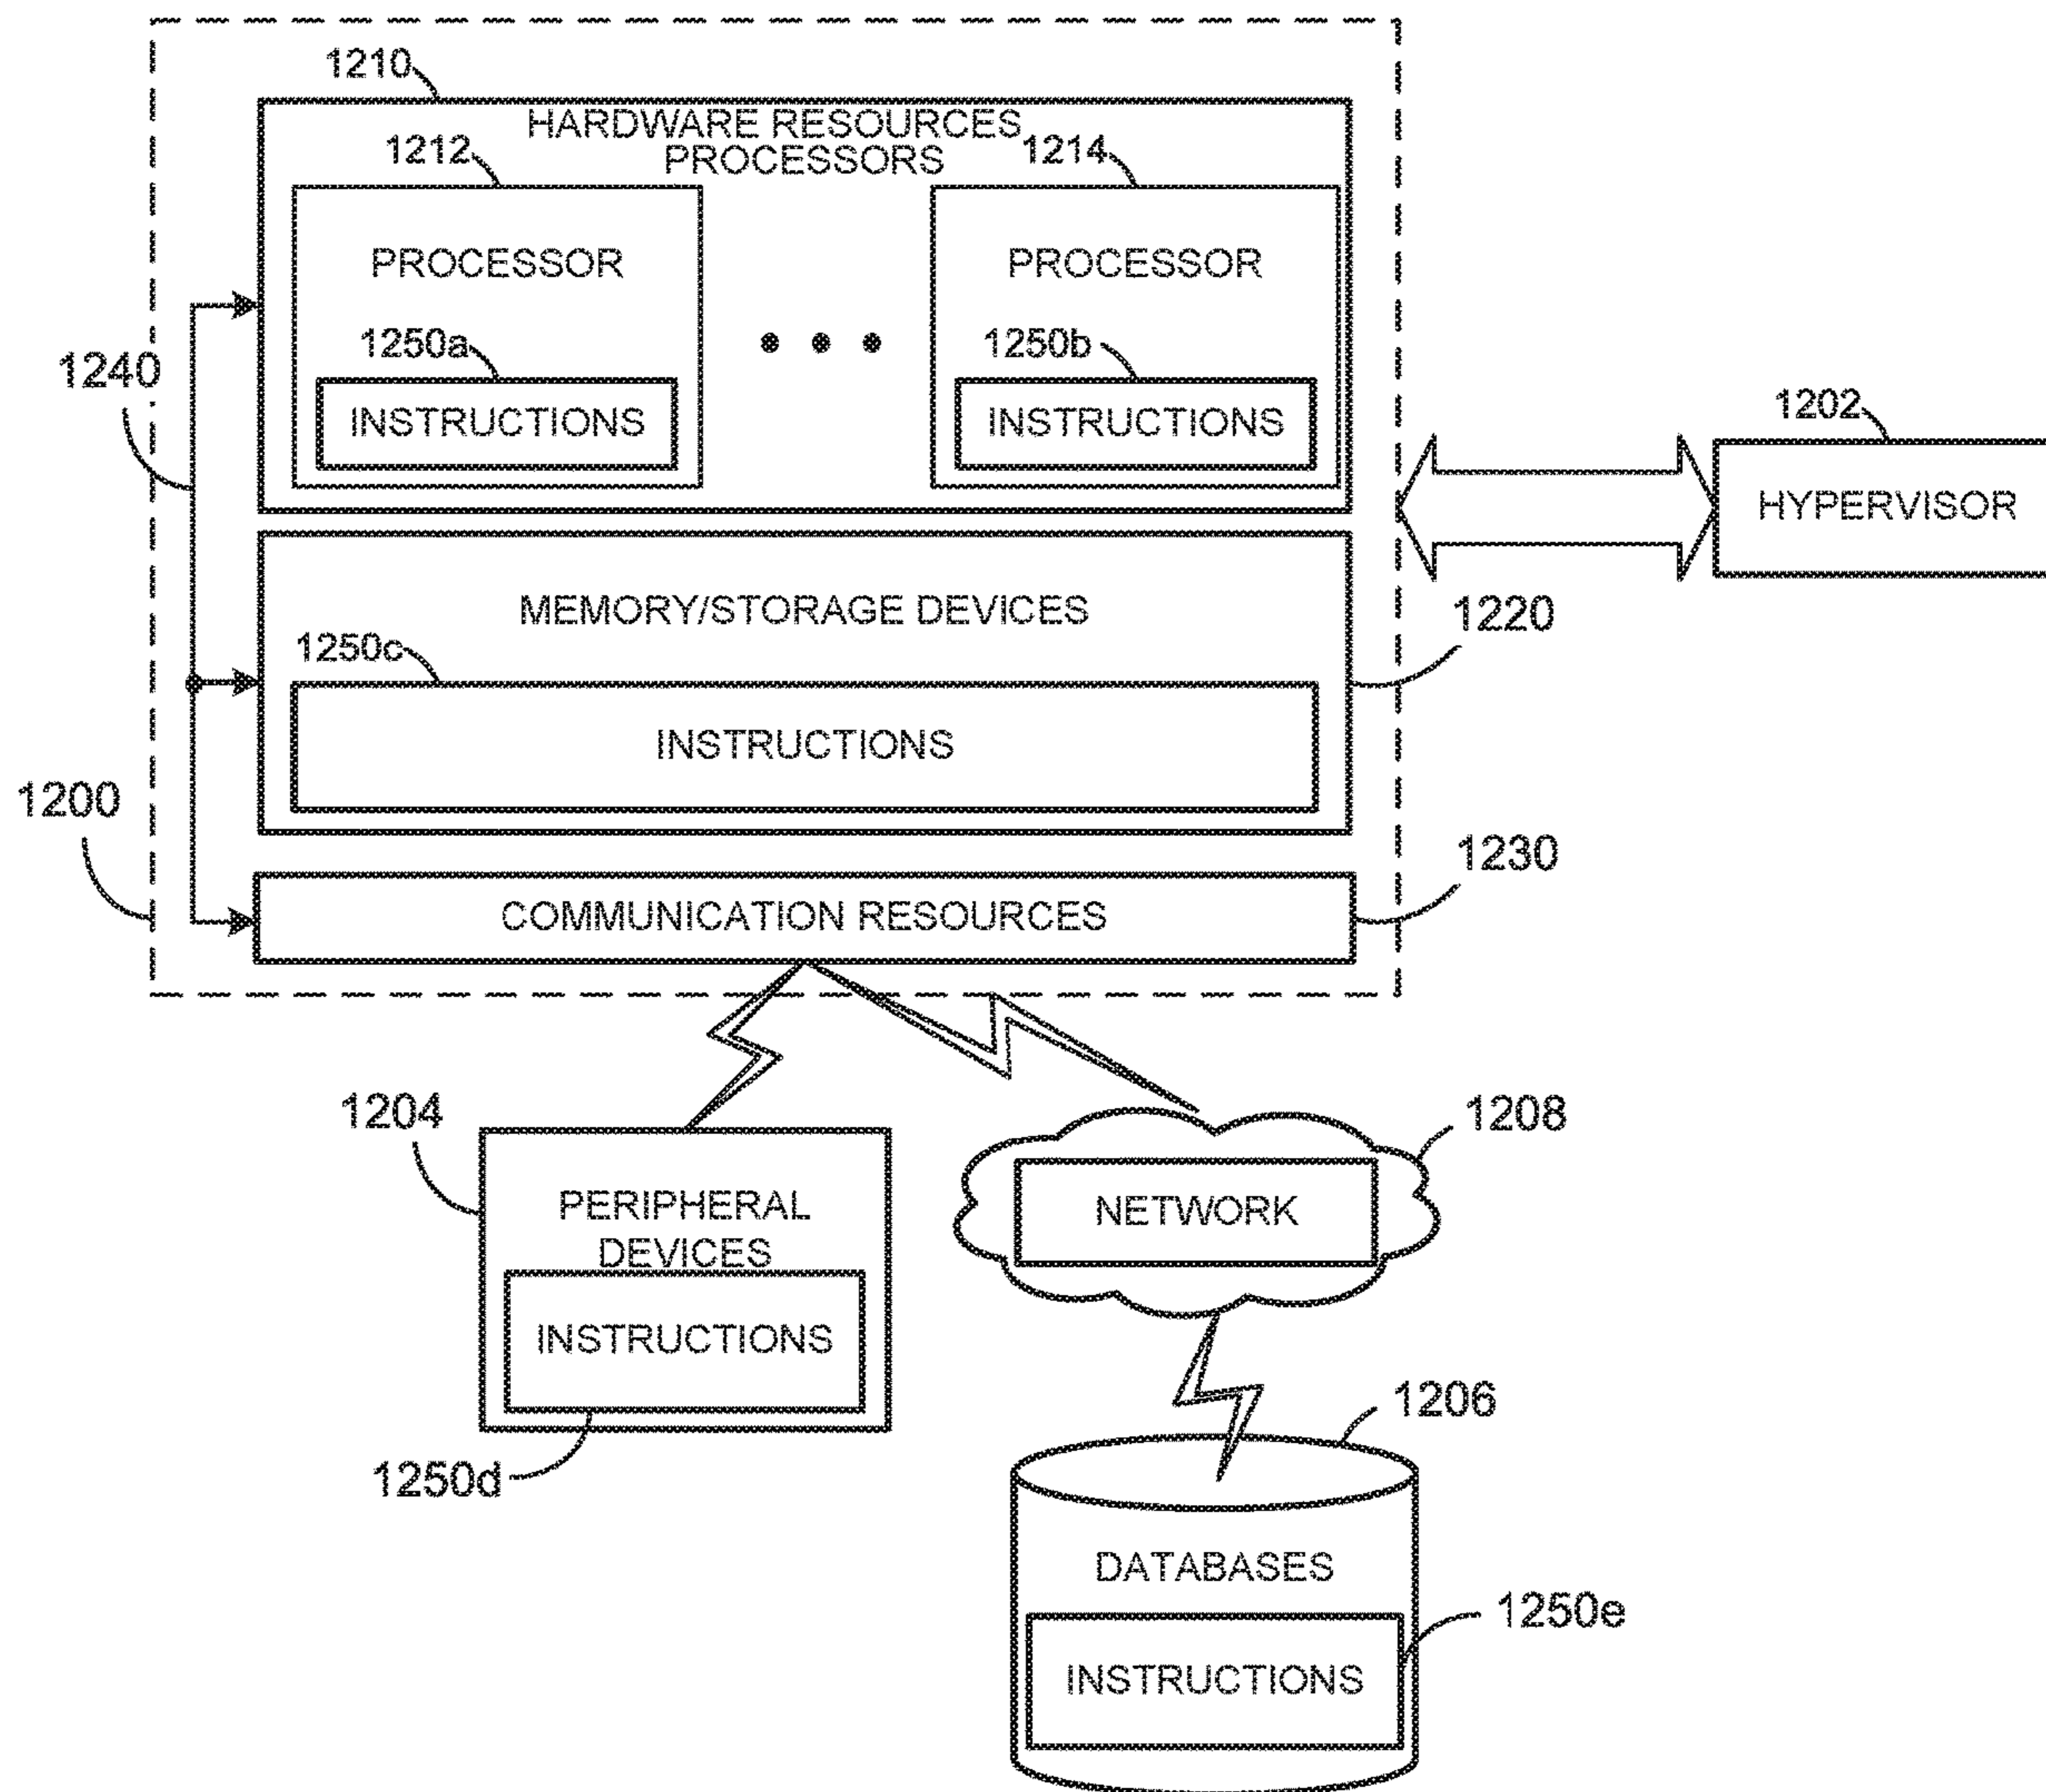 1210
HARDWARE RESOURCES
PROCESSORS
1212
1214
PROCESSOR
PROCESSOR
1250a
1250b
INSTRUCTIONS
INSTRUCTIONS
1240
1202
HYPERVISOR
MEMORY/STORAGE DEVICES
1220
1250c
INSTRUCTIONS
1200
1230
COMMUNICATION RESOURCES
1204
1208
PERIPHERAL
DEVICES
NETWORK
INSTRUCTIONS
1206
1250d
DATABASES
1250e
INSTRUCTIONS